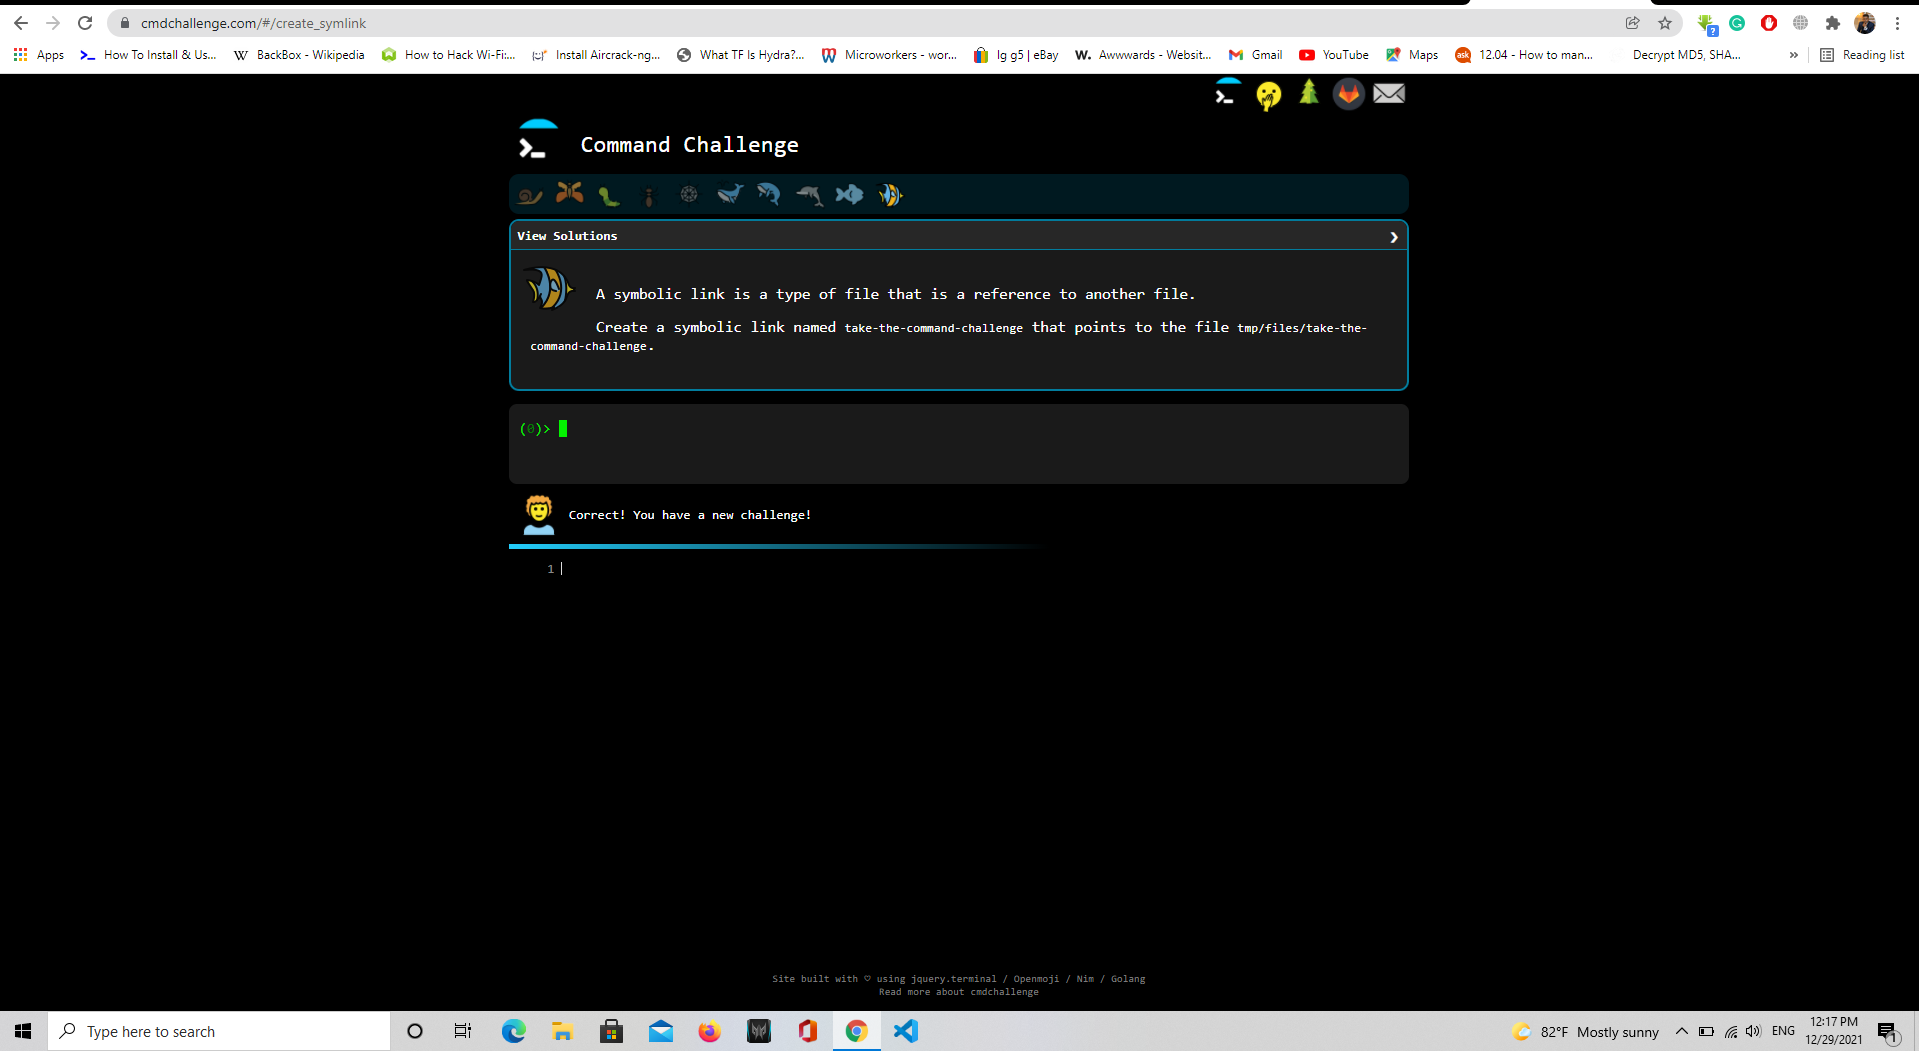 cmdchallenge.com/#/create_symlink
Apps
How To Install & Us...
W BackBox - Wikipedia
How to Hack Wi-Fi:...
Install Aircrack-ng...
What TF Is Hydra?...
Microworkers - wor...
lg g5 | eBay
W. Awwwards - Websit...
Gmail
YouTube
Maps
ask 12.04 - How to man...
Decrypt MD5, SHA...
»
Reading list
Command Challenge
View Solutions
A symbolic link is a type of file that is a reference to another file.
Create a symbolic link named take-the-command-challenge that points to the file tmp/files/take-the-
command-challenge.
(0)>
Correct! You have a new challenge!
1
Site built with ♡ using jquery.terminal / Openmoji / Nim / Golang
Read more about cmdchallenge
Type here to search
82°F Mostly sunny
ENG
12:17 PM
12/29/2021
1